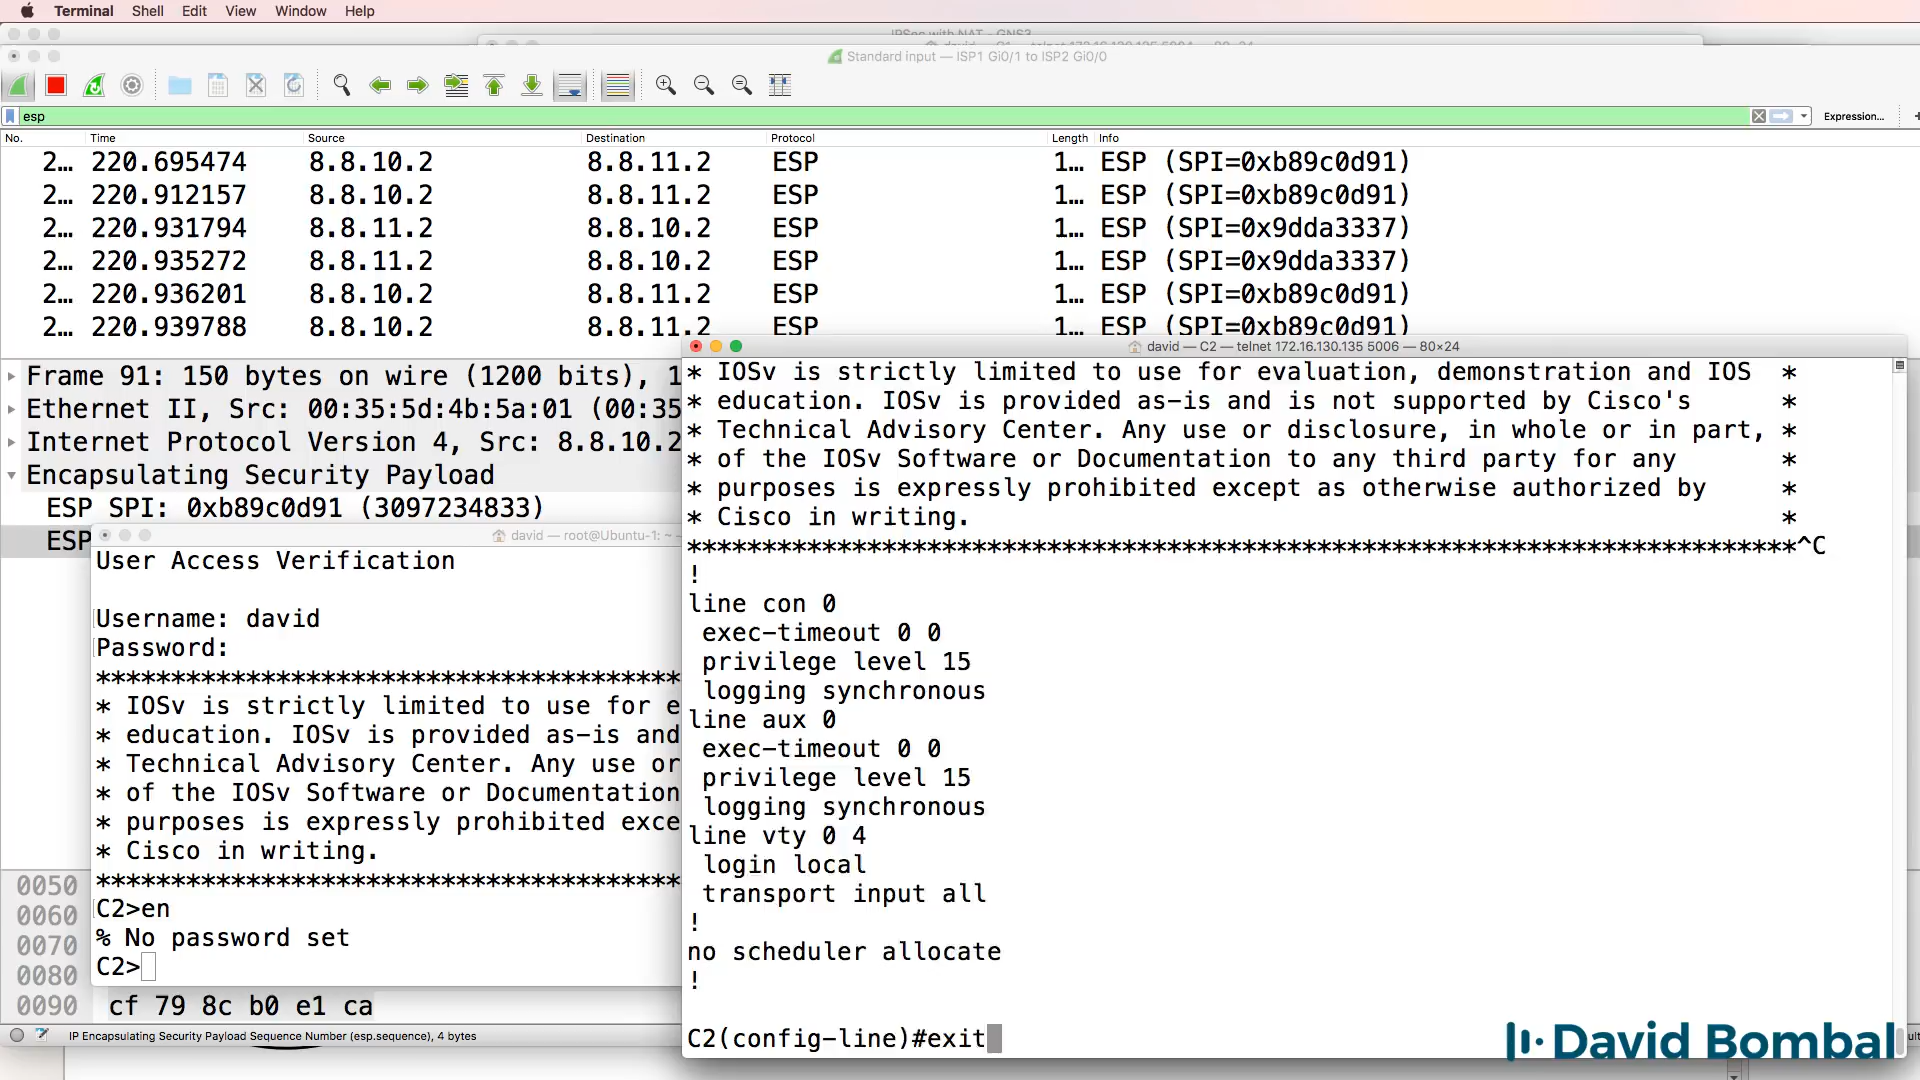 Terminal Shell Edit View Window Help
IPSec with NAT - GNS3
Standard input — ISP1 Gi0/1 to ISP2 Gi0/0
esp
Expression...
No. Time Source Destination Protocol Length Info
2... 220.695474 8.8.10.2 8.8.11.2 ESP 1... ESP (SPI=0xb89c0d91)
2... 220.912157 8.8.10.2 8.8.11.2 ESP 1... ESP (SPI=0xb89c0d91)
2... 220.931794 8.8.11.2 8.8.10.2 ESP 1... ESP (SPI=0x9dda3337)
2... 220.935272 8.8.11.2 8.8.10.2 ESP 1... ESP (SPI=0x9dda3337)
2... 220.936201 8.8.10.2 8.8.11.2 ESP 1... ESP (SPI=0xb89c0d91)
2... 220.939788 8.8.10.2 8.8.11.2 ESP 1... ESP (SPI=0xb89c0d91)
Frame 91: 150 bytes on wire (1200 bits), 1
Ethernet II, Src: 00:35:5d:4b:5a:01 (00:35
Internet Protocol Version 4, Src: 8.8.10.2
Encapsulating Security Payload
ESP SPI: 0xb89c0d91 (3097234833)
ESP
david — root@Ubuntu-1: ~ –
User Access Verification
Username: david
Password:
*******************************************
* IOSv is strictly limited to use for e
* education. IOSv is provided as-is and
* Technical Advisory Center. Any use or
* of the IOSv Software or Documentation
* purposes is expressly prohibited exce
* Cisco in writing.
*******************************************
C2>en
% No password set
C2>
0050
0060
0070
0080
0090 cf 79 8c b0 e1 ca
IP Encapsulating Security Payload Sequence Number (esp.sequence), 4 bytes
david — C2 — telnet 172.16.130.135 5006 — 80×24
* IOSv is strictly limited to use for evaluation, demonstration and IOS *
* education. IOSv is provided as-is and is not supported by Cisco's *
* Technical Advisory Center. Any use or disclosure, in whole or in part, *
* of the IOSv Software or Documentation to any third party for any *
* purposes is expressly prohibited except as otherwise authorized by *
* Cisco in writing. *
**************************************************************************^C
!
line con 0
exec-timeout 0 0
privilege level 15
logging synchronous
line aux 0
exec-timeout 0 0
privilege level 15
logging synchronous
line vty 0 4
login local
transport input all
!
no scheduler allocate
!
C2(config-line)#exit
David Bombal